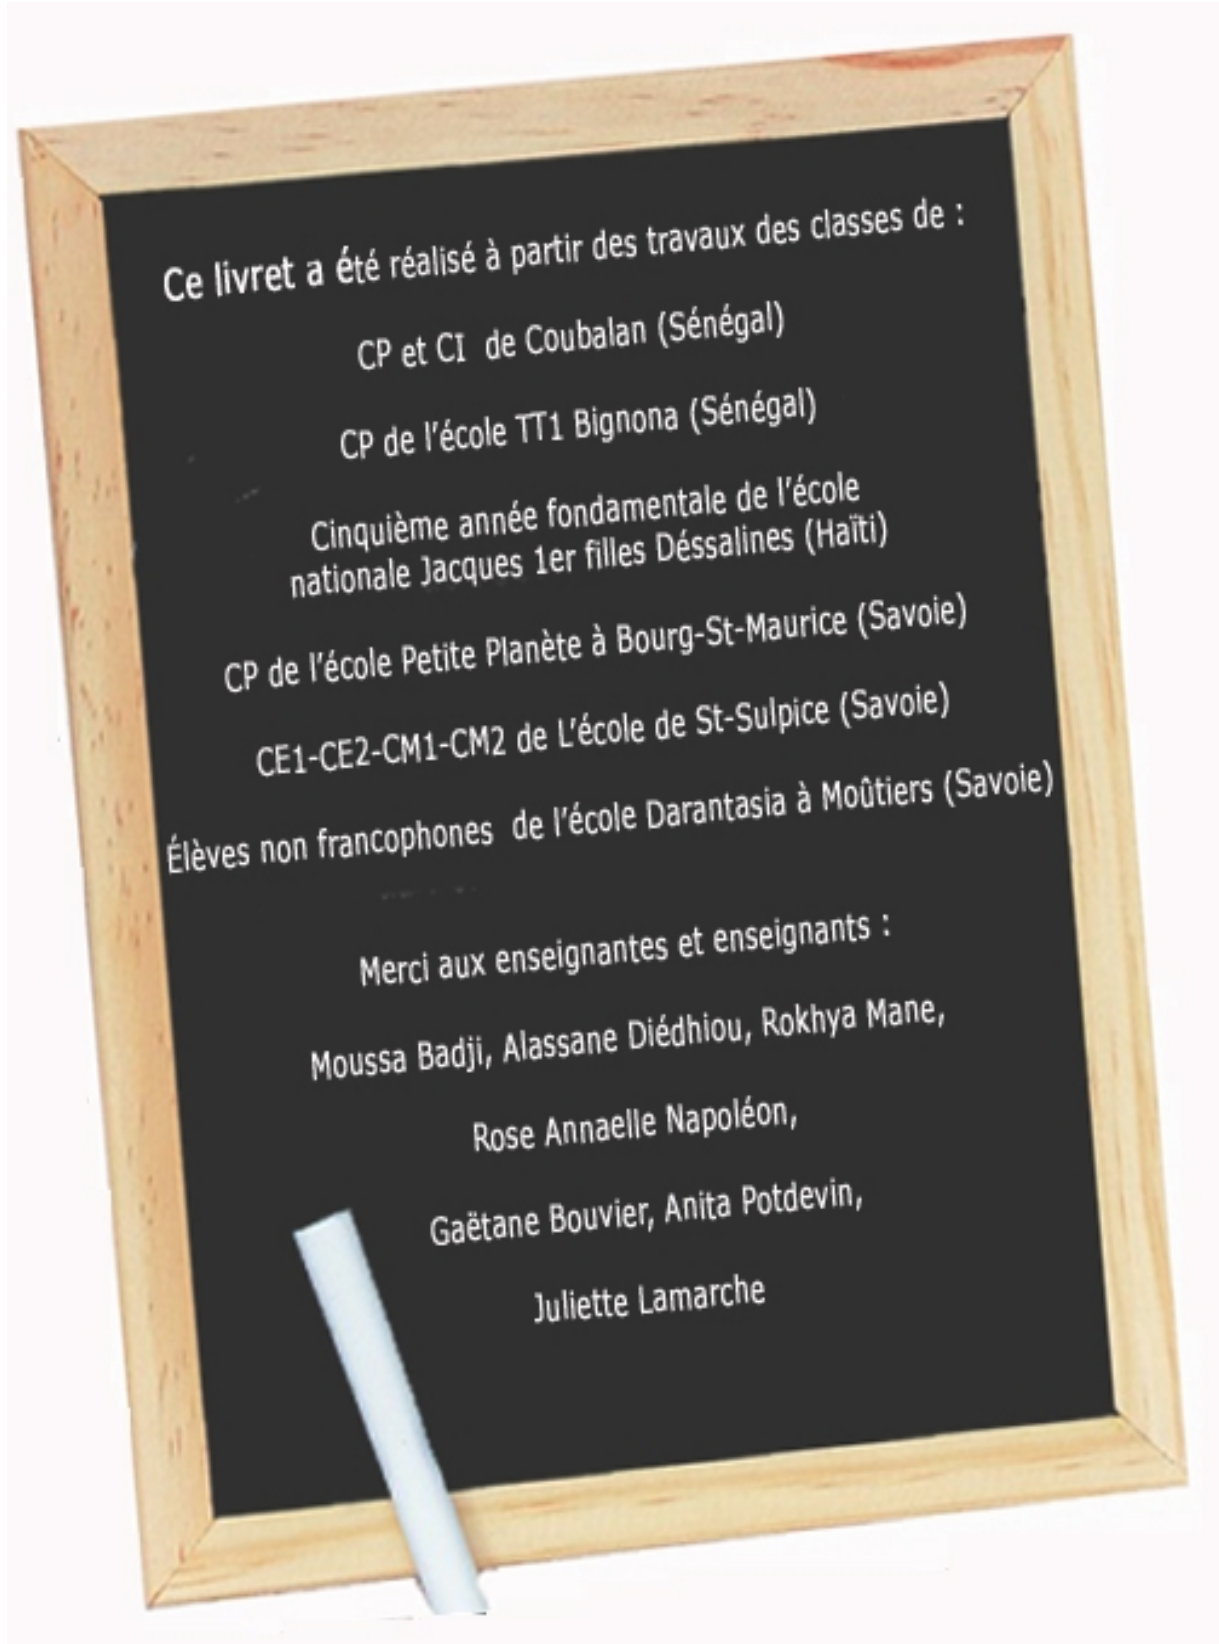 Ce livret a été réalisé à partir des travaux des classes de :
CP et CI de Coubalan (Sénégal)
CP de l'école TT1 Bignona (Sénégal)
Cinquième année fondamentale de l'école
nationale Jacques 1er filles Déssalines (Haïti)
CP de l'école Petite Planète à Bourg-St-Maurice (Savoie)
CE1-CE2-CM1-CM2 de L'école de St-Sulpice (Savoie)
Élèves non francophones de l'école Darantasia à Moûtiers (Savoie)
Merci aux enseignantes et enseignants :
Moussa Badji, Alassane Diédhiou, Rokhya Mane,
Rose Annaelle Napoléon,
Gaëtane Bouvier, Anita Potdevin,
Juliette Lamarche